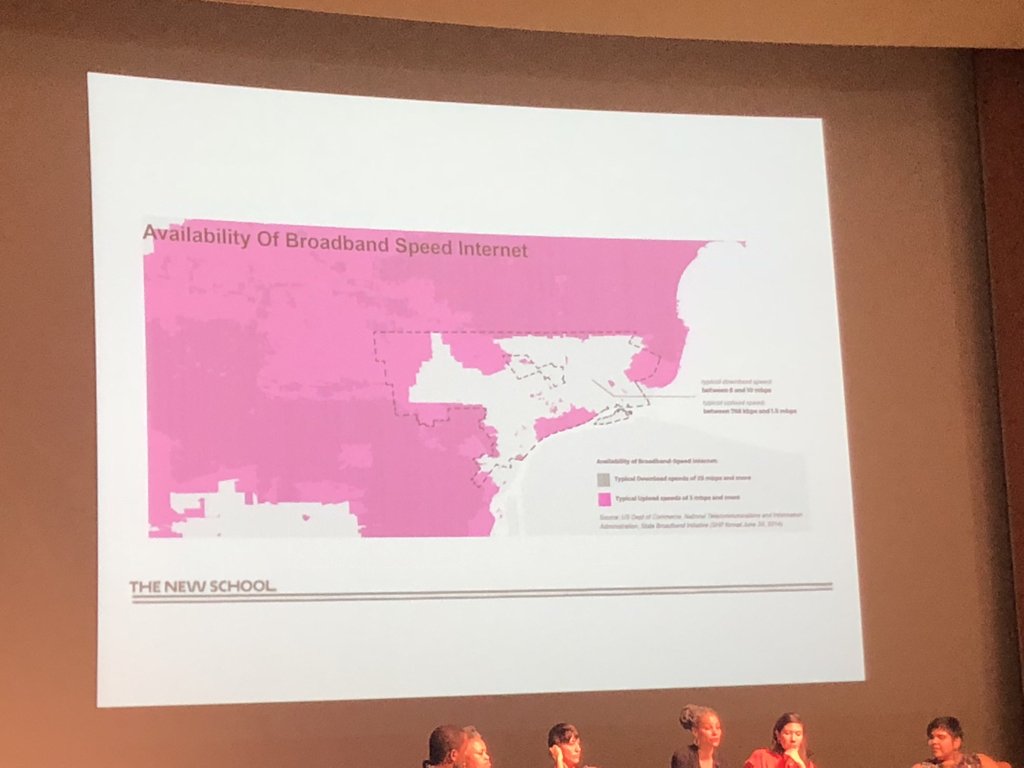 Availability Of Broadband Speed Internet
typical download speed:
between 6 and 10 mbps
typical upload speed:
between 768 kbps and 1.5 mbps
Availability of Broadband-Speed Internet:
Typical Download speeds of 25 mbps and more
Typical Upload speeds of 3 mbps and more
Source: US Dept of Commerce, National Telecommunications and Information
Administration, State Broadband Initiative (SHP format June 30, 2014)
THE NEW SCHOOL